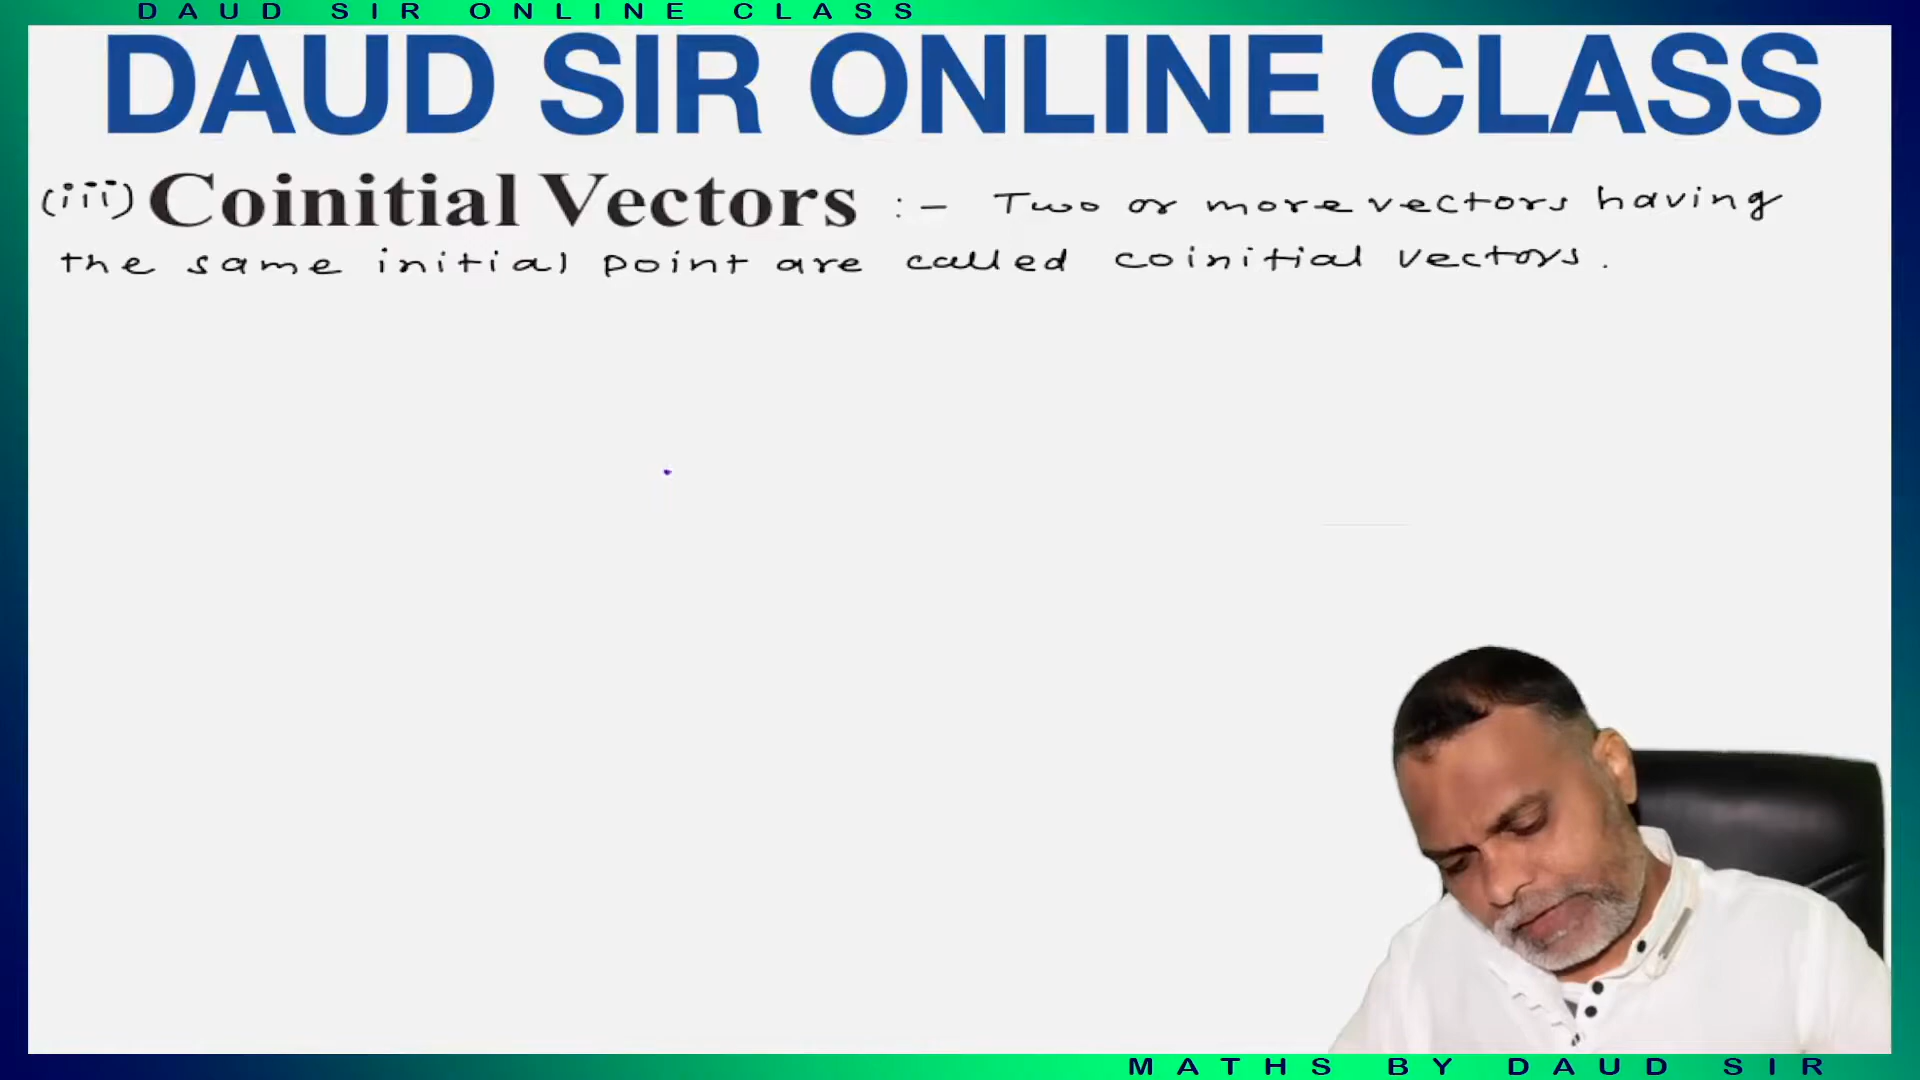 DAUD SIR ONLINE CLASS
DAUD SIR ONLINE CLASS
(iii) Coinitial Vectors :- Two or more vectors having
the same initial point are called coinitial vectors.
MATHS BY DAUD SIR